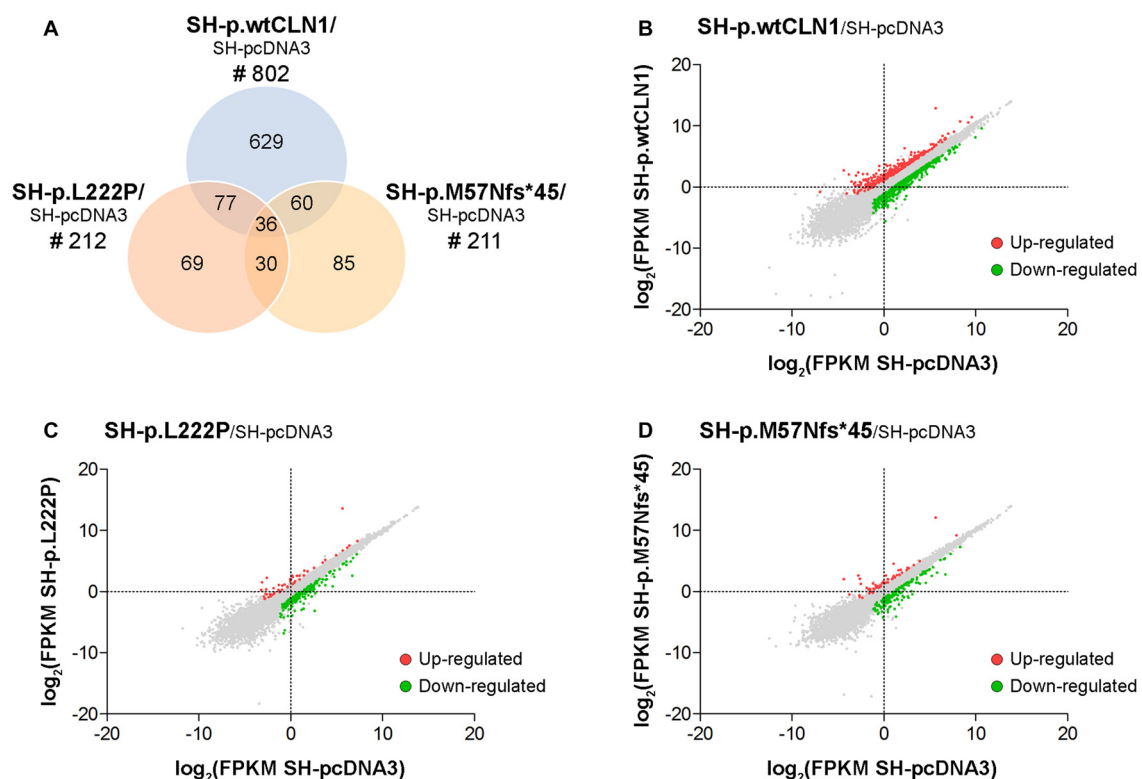 A
SH-p.wtCLN1/
SH-pcDNA3
# 802
629
SH-p.L222P/
SH-pcDNA3
# 212
77
60
36
SH-p.M57Nfs*45/
SH-pcDNA3
# 211
69
30
85
B
SH-p.wtCLN1/SH-pcDNA3
log2(FPKM SH-p.wtCLN1)
20
10
0
-10
-20
Up-regulated
Down-regulated
-20
-10
0
10
20
log2(FPKM SH-pcDNA3)
C
SH-p.L222P/SH-pcDNA3
log2(FPKM SH-p.L222P)
20
10
0
-10
-20
Up-regulated
Down-regulated
-20
-10
0
10
20
log2(FPKM SH-pcDNA3)
D
SH-p.M57Nfs*45/SH-pcDNA3
log2(FPKM SH-p.M57Nfs*45)
20
10
0
-10
-20
Up-regulated
Down-regulated
-20
-10
0
10
20
log2(FPKM SH-pcDNA3)